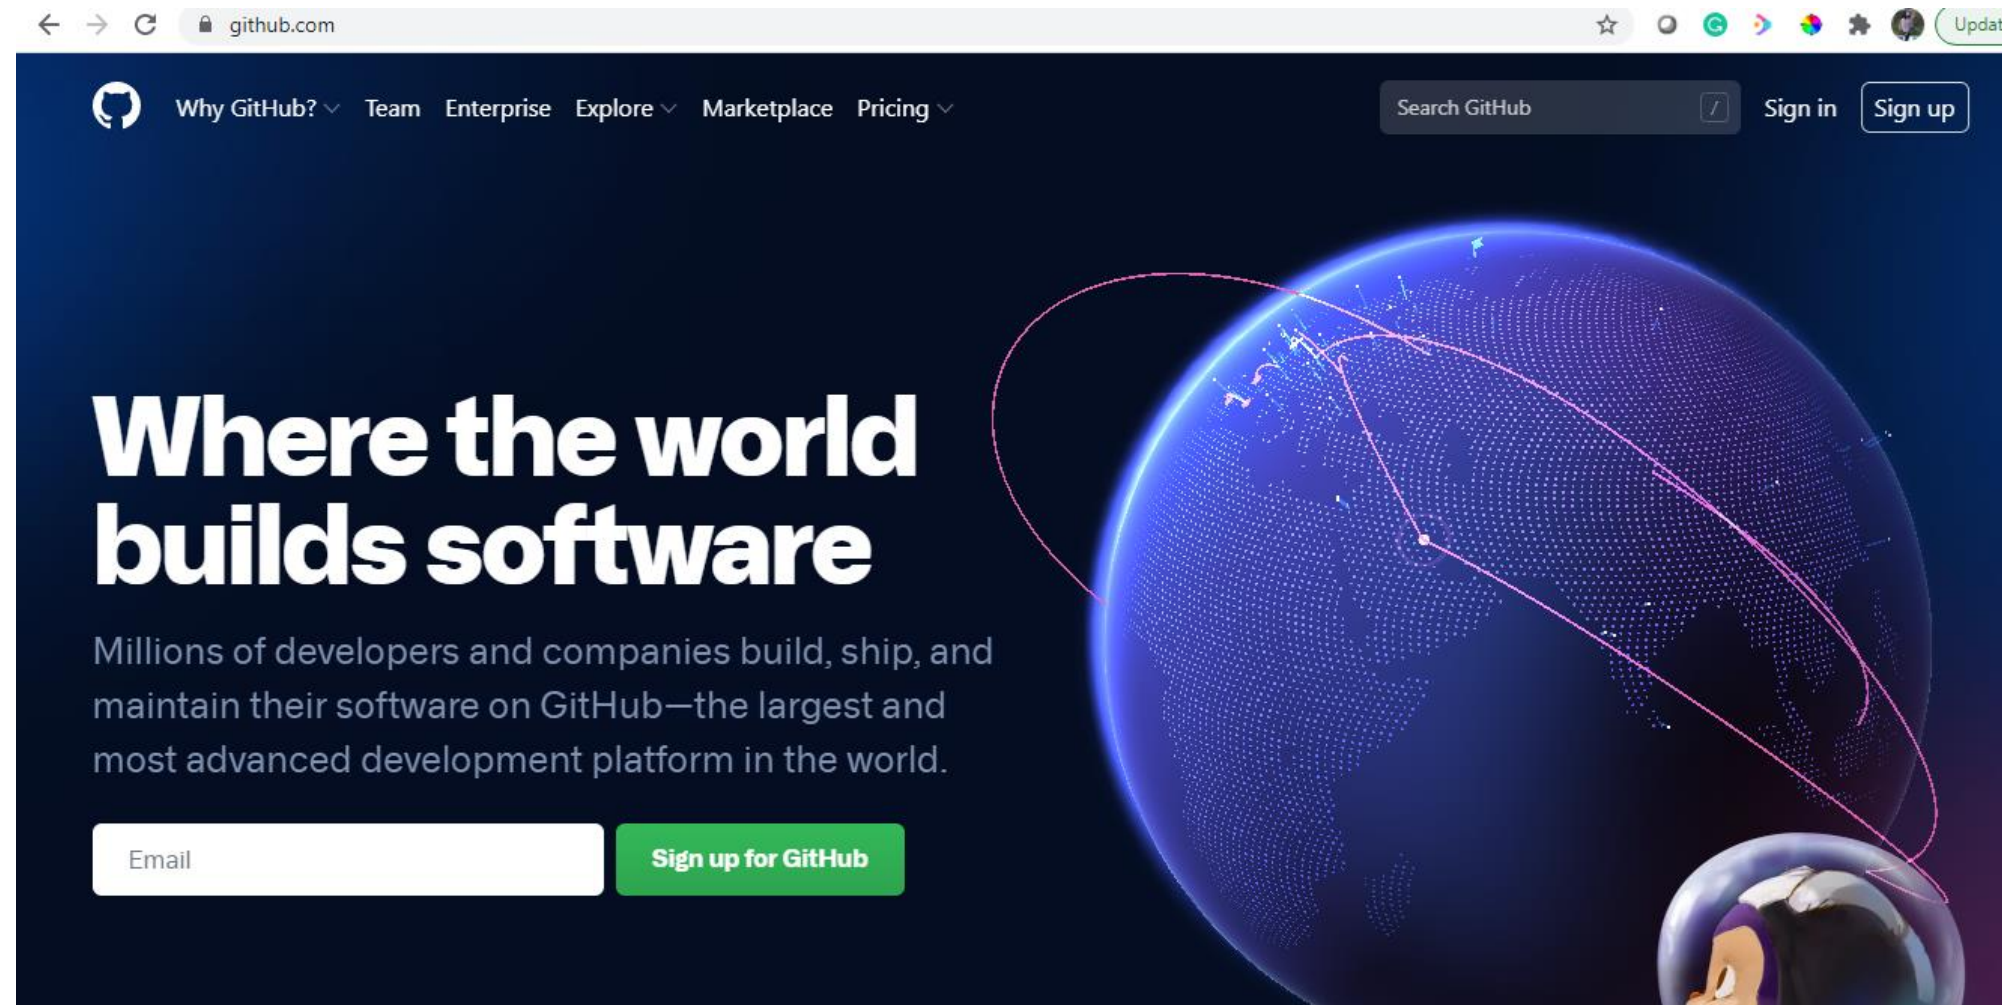 github.com
Updat
Why GitHub? Team Enterprise Explore Marketplace Pricing
Search GitHub /
Sign in
Sign up
Where the world
builds software
Millions of developers and companies build, ship, and
maintain their software on GitHub—the largest and
most advanced development platform in the world.
Email
Sign up for GitHub